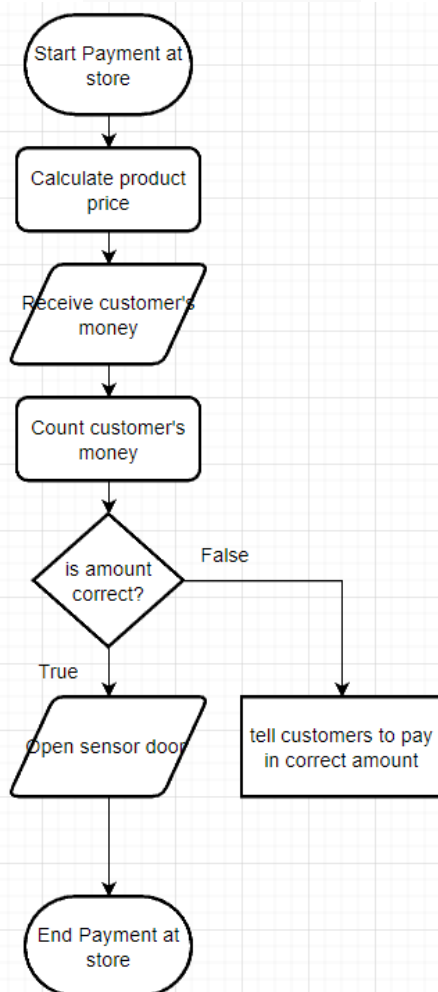 Start Payment at
store
Calculate product
price
Receive customer's
money
Count customer's
money
is amount
correct?
False
True
Open sensor door
tell customers to pay
in correct amount
End Payment at
store